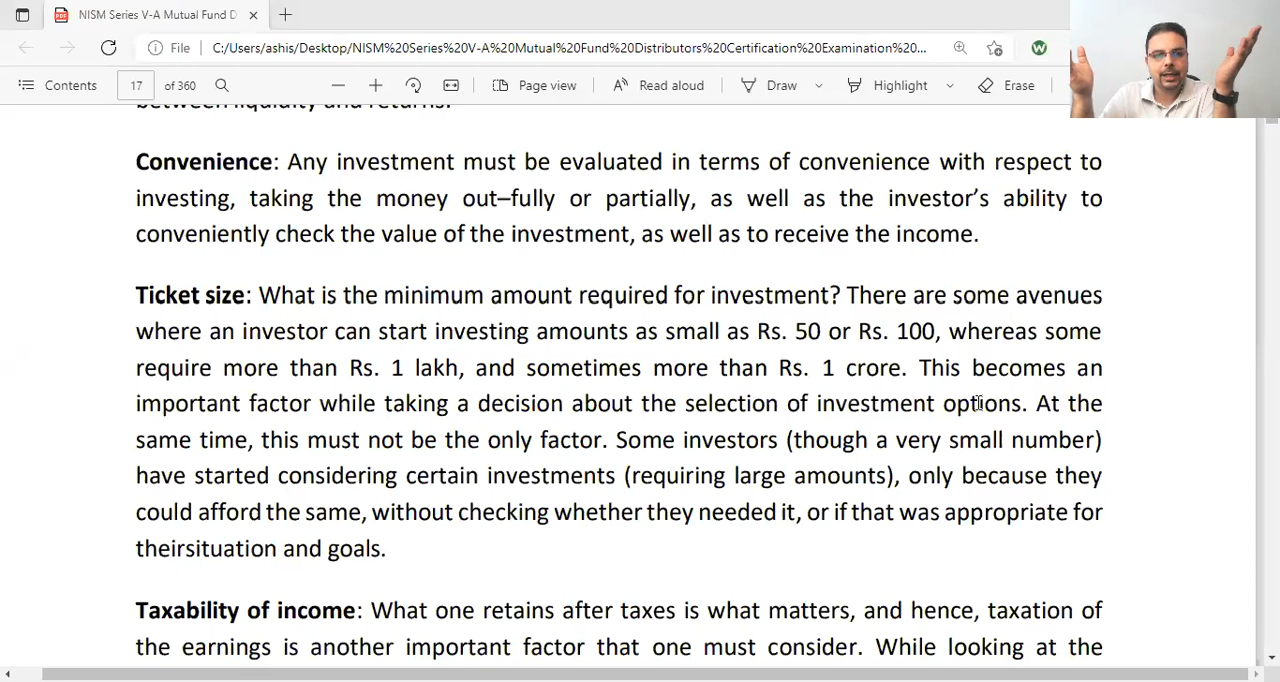 NISM Series V-A Mutual Fund D
File C:/Users/ashis/Desktop/NISM%20Series%20V-A%20Mutual%20Fund%20Distributors%20Certification%20Examination%20...
Contents 17 of 360 Page view Read aloud Draw Highlight Erase
between liquidity and returns.
Convenience: Any investment must be evaluated in terms of convenience with respect to
investing, taking the money out–fully or partially, as well as the investor’s ability to
conveniently check the value of the investment, as well as to receive the income.
Ticket size: What is the minimum amount required for investment? There are some avenues
where an investor can start investing amounts as small as Rs. 50 or Rs. 100, whereas some
require more than Rs. 1 lakh, and sometimes more than Rs. 1 crore. This becomes an
important factor while taking a decision about the selection of investment options. At the
same time, this must not be the only factor. Some investors (though a very small number)
have started considering certain investments (requiring large amounts), only because they
could afford the same, without checking whether they needed it, or if that was appropriate for
theirsituation and goals.
Taxability of income: What one retains after taxes is what matters, and hence, taxation of
the earnings is another important factor that one must consider. While looking at the